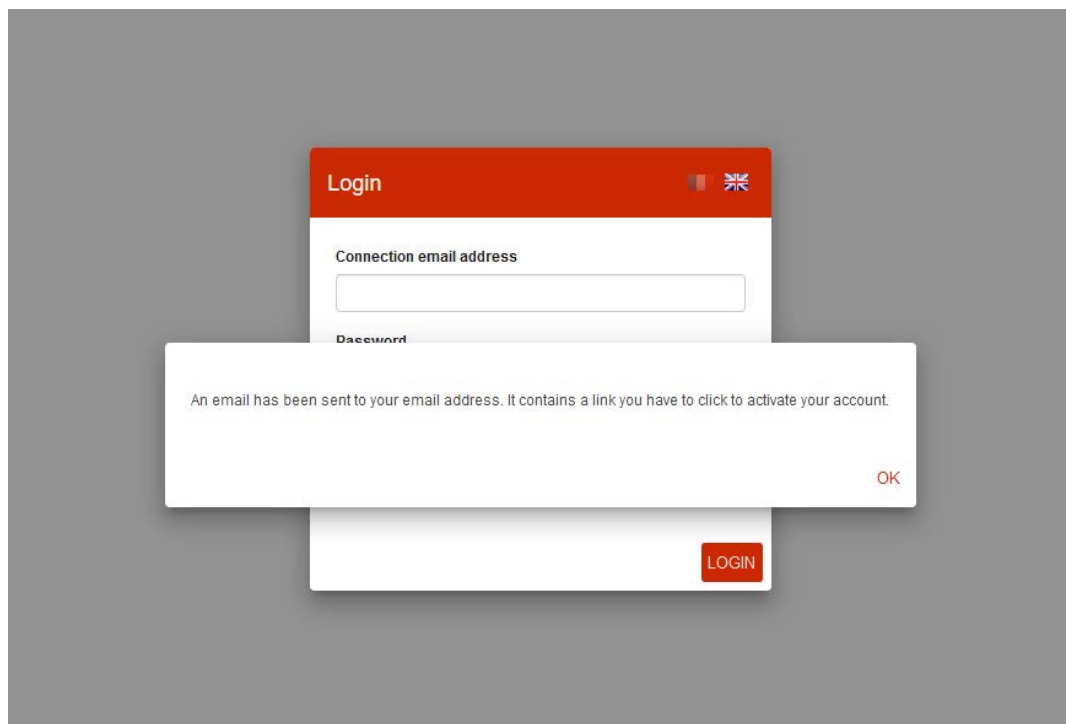 Login
Connection email address
Password
An email has been sent to your email address. It contains a link you have to click to activate your account.
OK
LOGIN